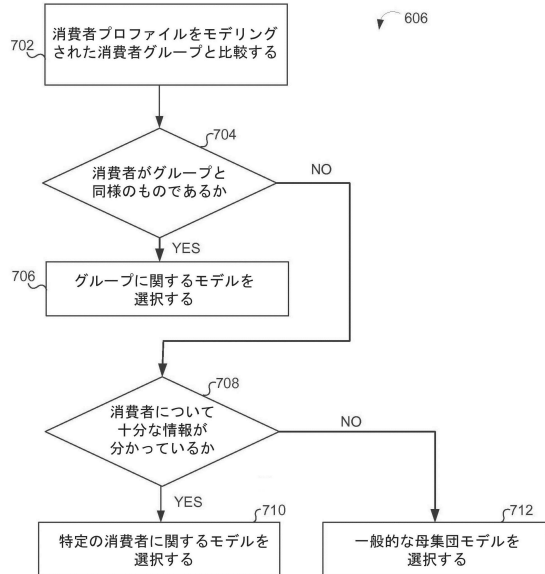 606
702
消費者プロファイルをモデリング
された消費者グループと比較する
704
消費者がグループと
同様のものであるか
NO
YES
706
グループに関するモデルを
選択する
708
消費者について
十分な情報が
分かっているか
NO
YES
710
特定の消費者に関するモデルを
選択する
712
一般的な母集団モデルを
選択する